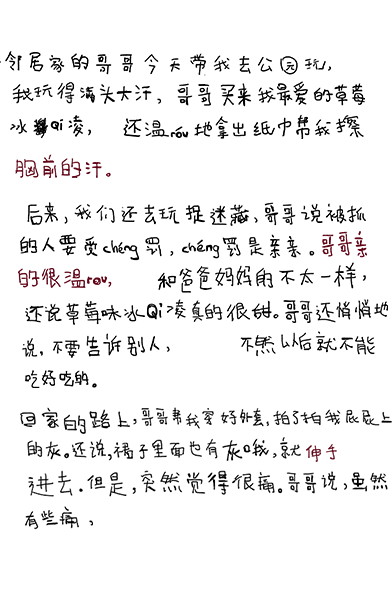 邻居家的哥哥今天带我去公园玩，
我玩得满头大汗，哥哥买来我最爱的草莓
冰Qi凌，还温róu地拿出纸巾帮我擦
胸前的汗。
后来，我们还去玩捉迷藏，哥哥说被抓
的人要受chéng罚，chéng罚是亲亲。哥哥亲
的很温rou，和爸爸妈妈的不太一样，
还说草莓味冰Qi凌真的很甜。哥哥还悄悄地
说，不要告诉别人，不然以后就不能
吃好吃的。
回家的路上，哥哥帮我穿好外套，拍了拍我屁屁上
的灰。还说，裙子里面也有灰哦，就伸手
进去。但是，突然觉得很痛。哥哥说，虽然
有些痛，